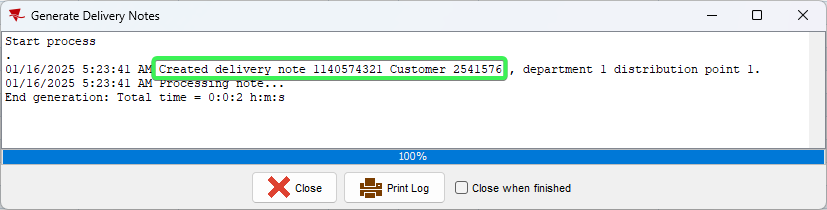 Generate Delivery Notes
Start process
.
01/16/2025 5:23:41 AM Created delivery note 1140574321 Customer 2541576 , department 1 distribution point 1.
01/16/2025 5:23:41 AM Processing note...
End generation: Total time = 0:0:2 h:m:s
100%
Close
Print Log
Close when finished